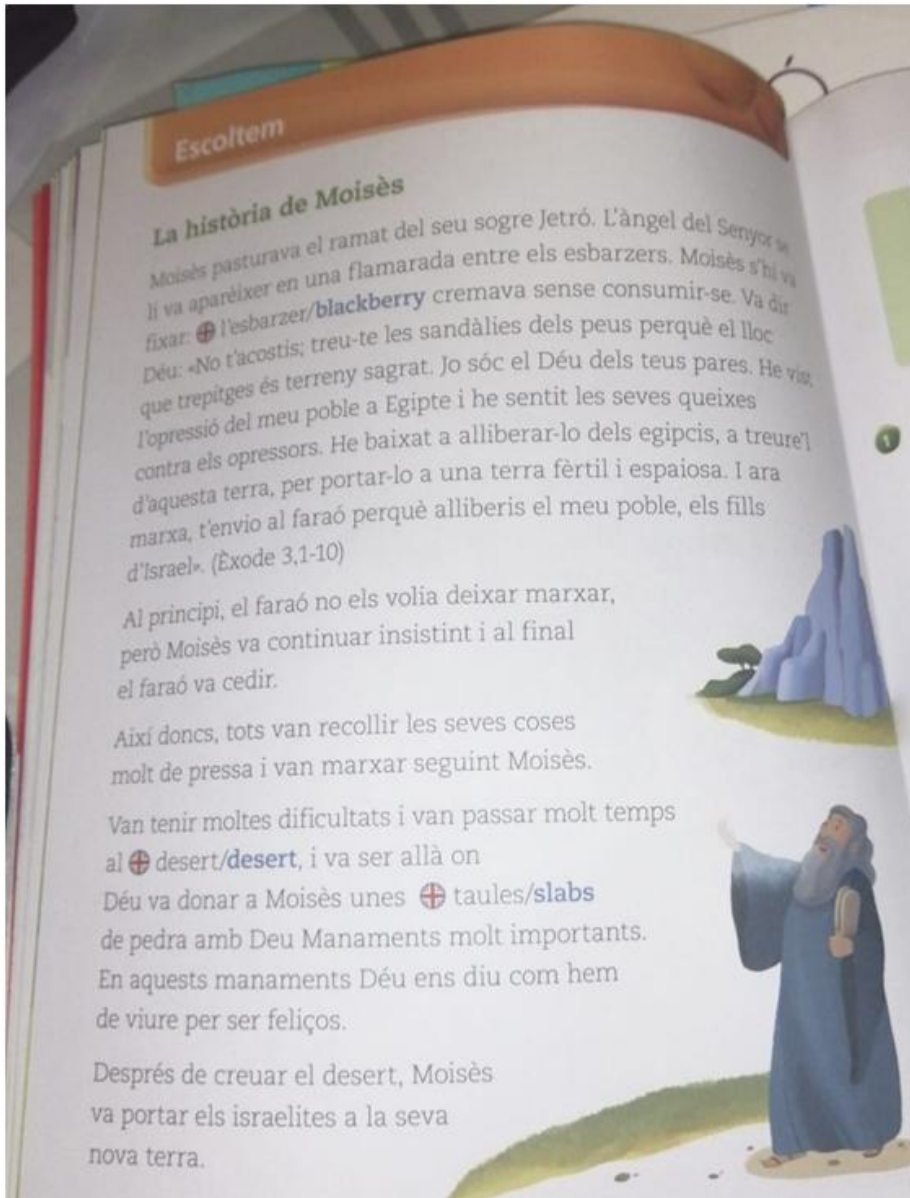 Escoltem
La història de Moisès
Moisès pasturava el ramat del seu sogre Jetró. L'àngel del Senyor se
li va aparèixer en una flamarada entre els esbarzers. Moisès s'hi va
fixar: l'esbarzer/blackberry cremava sense consumir-se. Va dir
Déu: «No t'acostis; treu-te les sandàlies dels peus perquè el lloc
que trepitges és terreny sagrat. Jo sóc el Déu dels teus pares. He vist
l'opressió del meu poble a Egipte i he sentit les seves queixes
contra els opressors. He baixat a alliberar-lo dels egipcis, a treure'l
d'aquesta terra, per portar-lo a una terra fèrtil i espaiosa. I ara
marxa, t'envio al faraó perquè alliberis el meu poble, els fills
d'Israel». (Èxode 3,1-10)
Al principi, el faraó no els volia deixar marxar,
però Moisès va continuar insistint i al final
el faraó va cedir.
Així doncs, tots van recollir les seves coses
molt de pressa i van marxar seguint Moisès.
Van tenir moltes dificultats i van passar molt temps
al desert/desert, i va ser allà on
Déu va donar a Moisès unes taules/slabs
de pedra amb Deu Manaments molt importants.
En aquests manaments Déu ens diu com hem
de viure per ser feliços.
Després de creuar el desert, Moisès
va portar els israelites a la seva
nova terra.
1